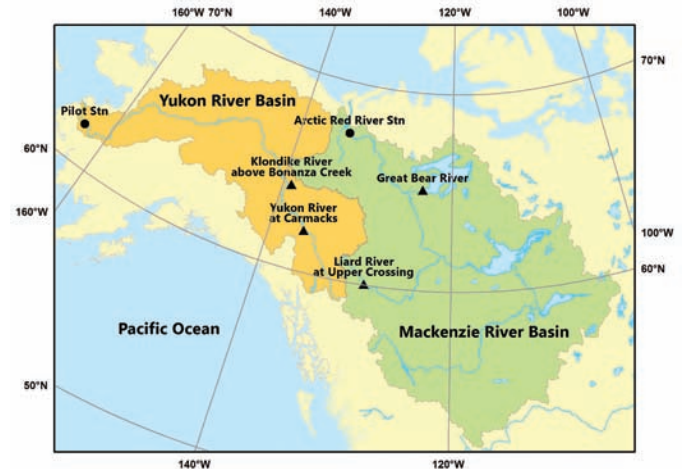 160°W 70°N
140°W
120°W
100°W
70°N
Yukon River Basin
Pilot Stn
Arctic Red River Stn
60°N
Klondike River
above Bonanza Creek
Great Bear River
160°W
Yukon River
at Carmacks
100°W
Liard River
at Upper Crossing
60°N
Pacific Ocean
Mackenzie River Basin
50°N
140°W
120°W